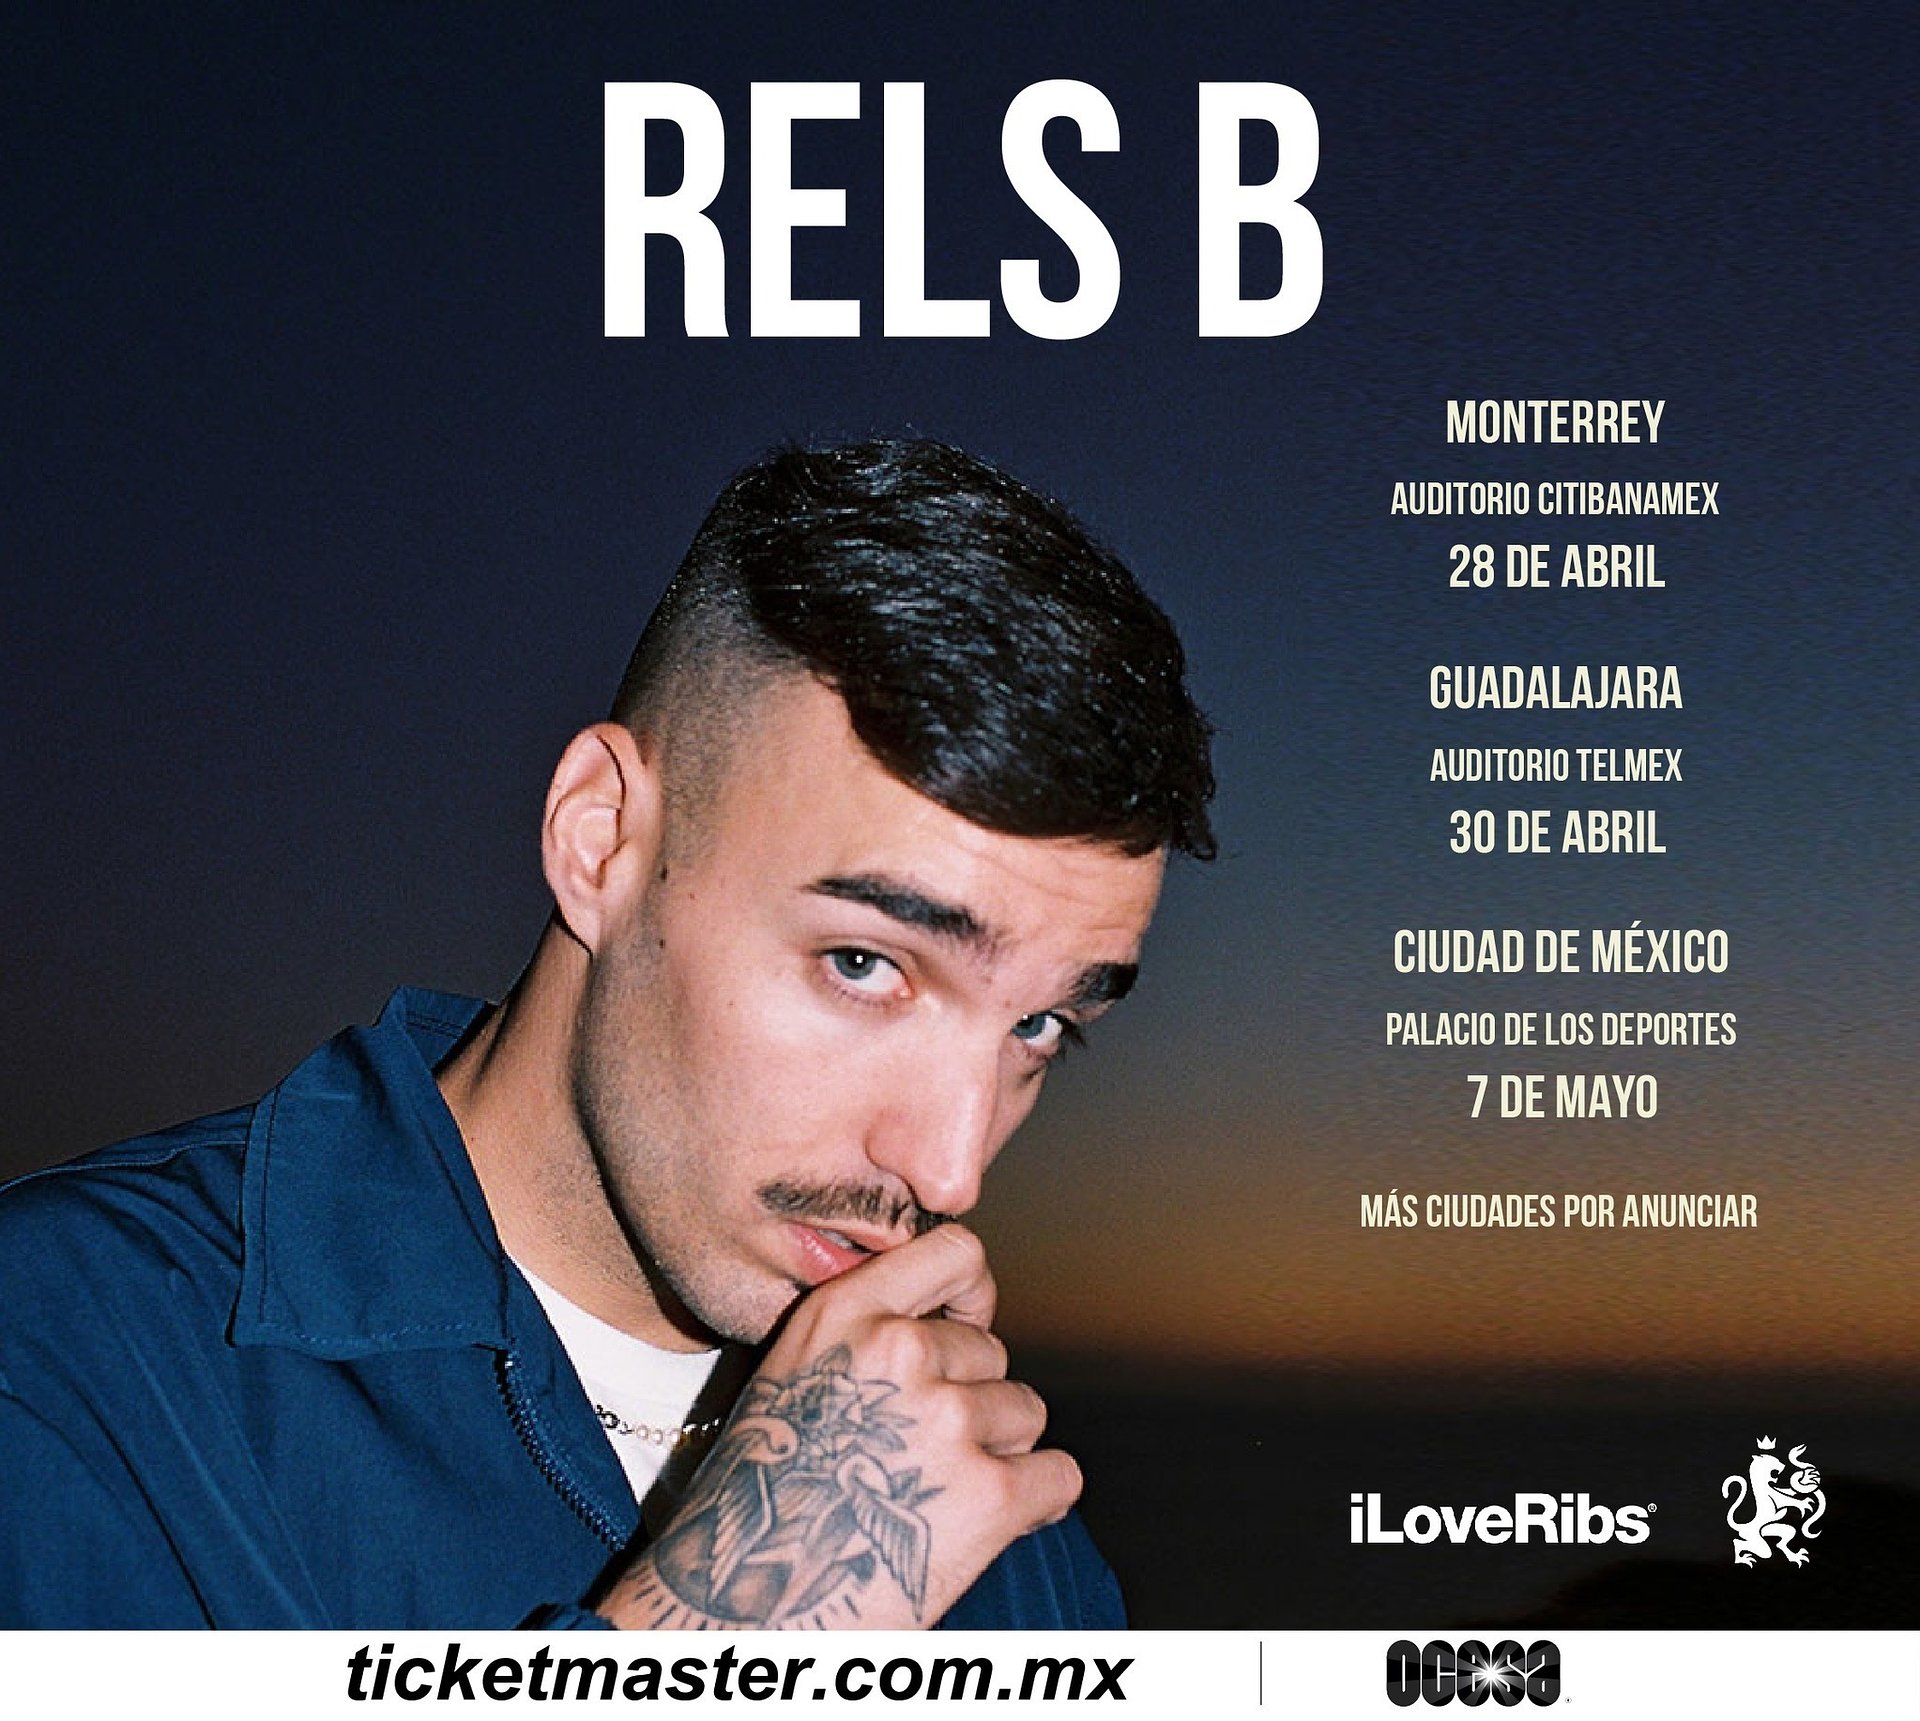 RELS B
MONTERREY
AUDITORIO CITIBANAMEX
28 DE ABRIL
GUADALAJARA
AUDITORIO TELMEX
30 DE ABRIL
CIUDAD DE MÉXICO
PALACIO DE LOS DEPORTES
7 DE MAYO
MÁS CIUDADES POR ANUNCIAR
iLoveRibs®
ticketmaster.com.mx
ocesa